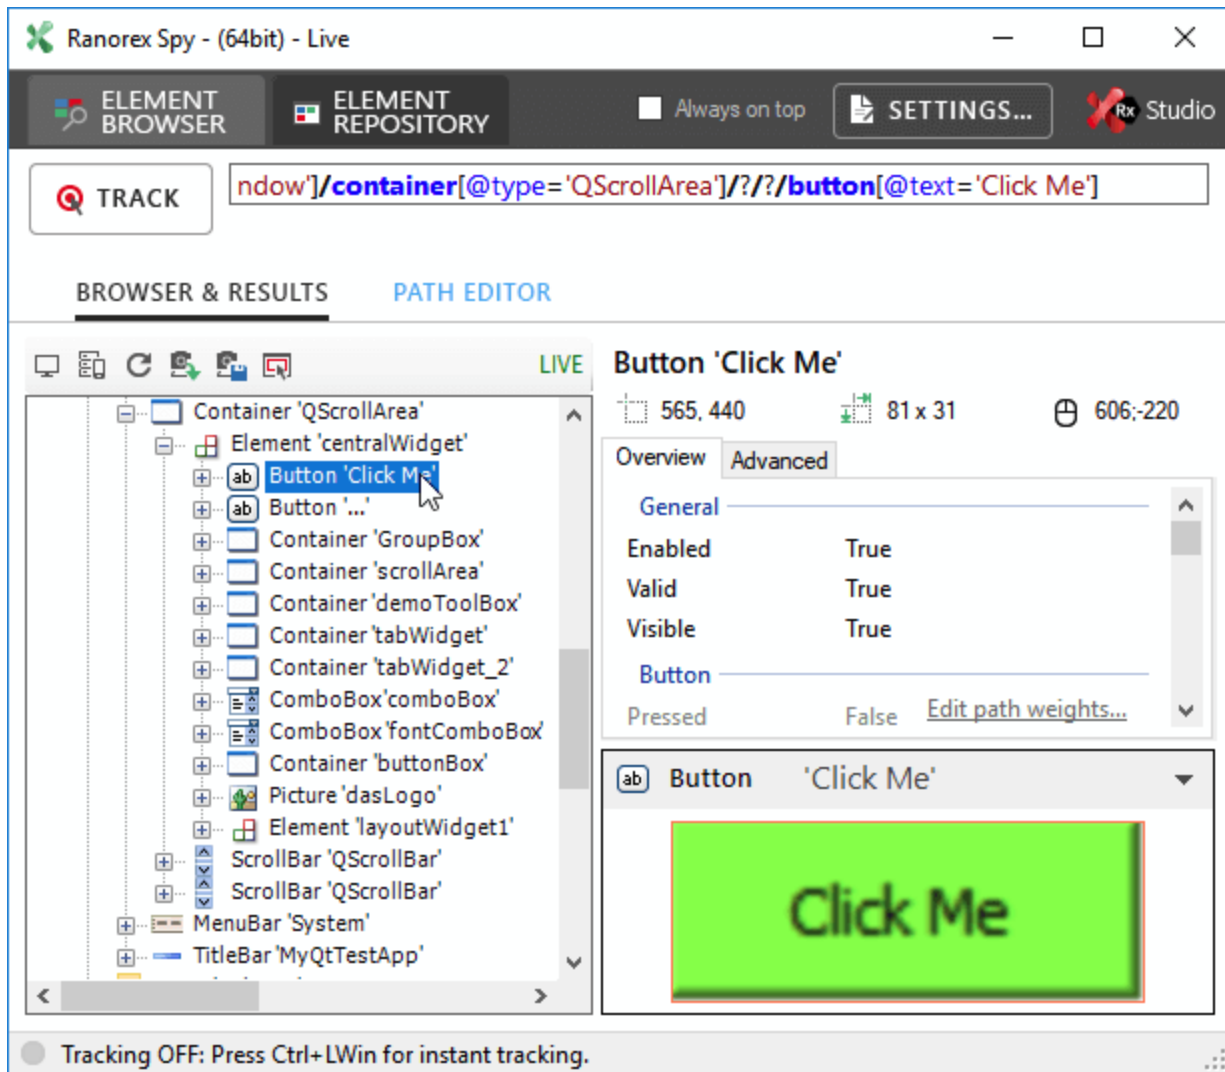 Ranorex Spy - (64bit) - Live
ELEMENT BROWSER
ELEMENT REPOSITORY
Always on top
SETTINGS...
Rx Studio
TRACK
ndow']/container[@type='QScrollArea']/?/?/button[@text='Click Me']
BROWSER & RESULTS
PATH EDITOR
LIVE
Container 'QScrollArea'
Element 'centralWidget'
ab Button 'Click Me'
ab Button '...'
Container 'GroupBox'
Container 'scrollArea'
Container 'demoToolBox'
Container 'tabWidget'
Container 'tabWidget_2'
ComboBox 'comboBox'
ComboBox 'fontComboBox'
Container 'buttonBox'
Picture 'dasLogo'
Element 'layoutWidget1'
ScrollBar 'QScrollBar'
ScrollBar 'QScrollBar'
MenuBar 'System'
TitleBar 'MyQtTestApp'
Button 'Click Me'
565, 440
81 x 31
606;-220
Overview Advanced
General
Enabled True
Valid True
Visible True
Button
Pressed False Edit path weights...
ab Button 'Click Me'
Click Me
Tracking OFF: Press Ctrl+LWin for instant tracking.